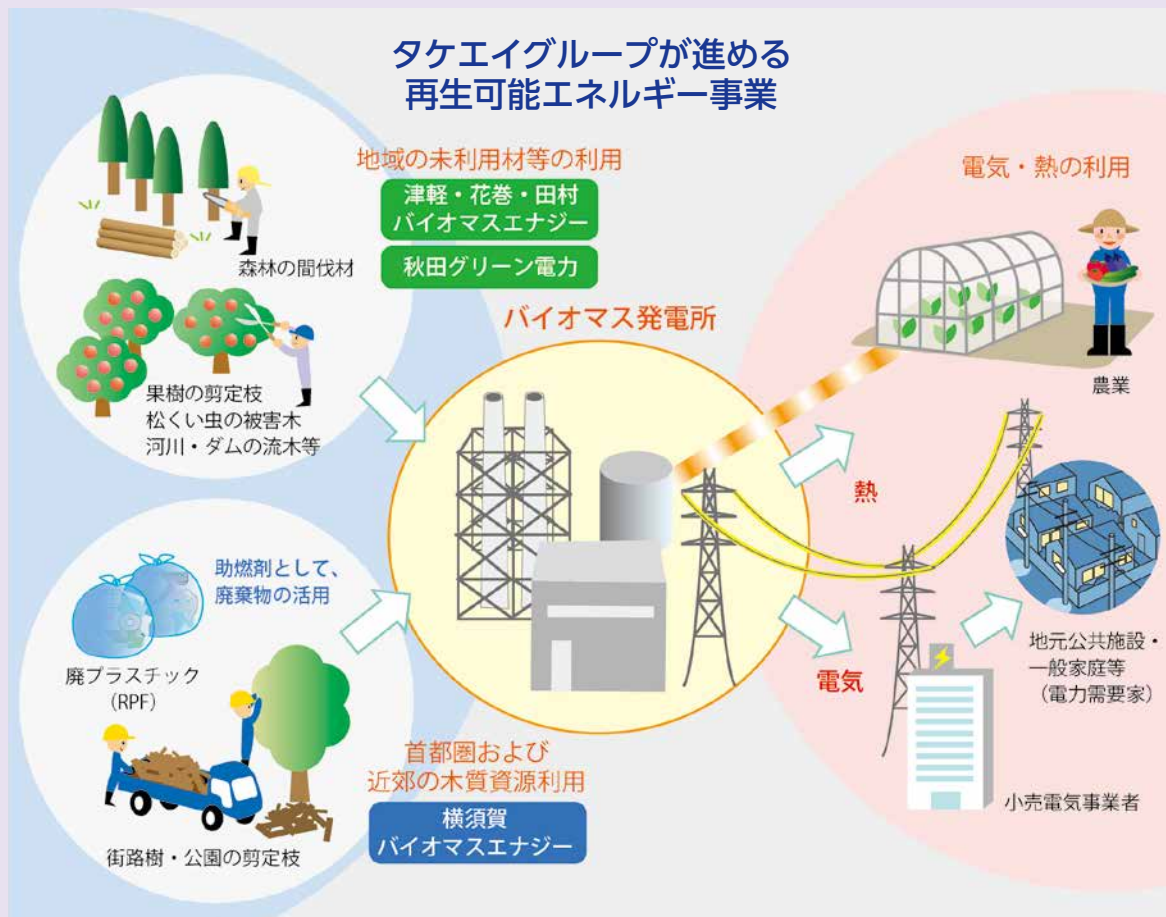 タケエイグループが進める
再生可能エネルギー事業
地域の未利用材等の利用
津軽・花巻・田村
バイオマスエナジー
秋田グリーン電力
森林の間伐材
果樹の剪定枝
松くい虫の被害木
河川・ダムの流木等
助燃剤として、
廃棄物の活用
廃プラスチック
(RPF)
街路樹・公園の剪定枝
首都圏および
近郊の木質資源利用
横須賀
バイオマスエナジー
バイオマス発電所
電気・熱の利用
農業
熱
電気
地元公共施設・
一般家庭等
（電力需要家）
小売電気事業者